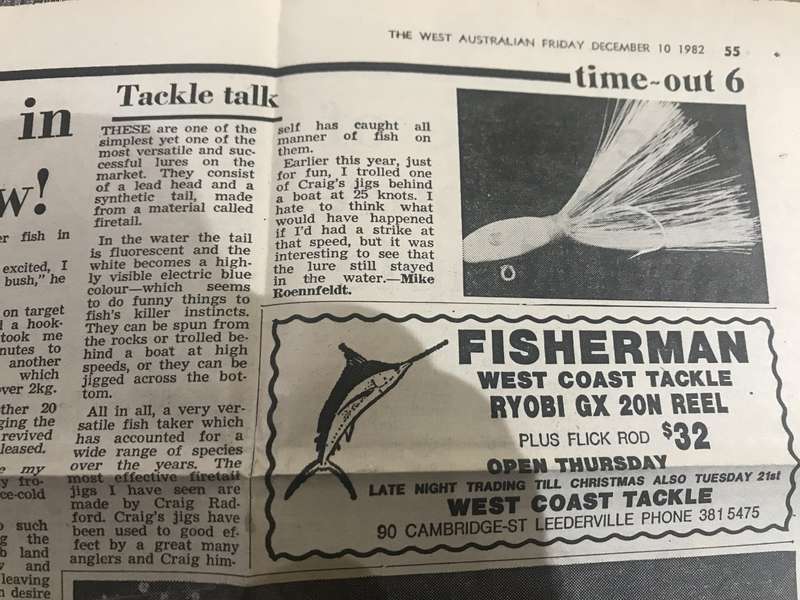 THE WEST AUSTRALIAN FRIDAY DECEMBER 10 1982 55
time-out 6
in
w!
er fish in
excited, I
bush," he
on target
a hook-
took me
nutes to
another
which
ver 2kg.
ther 20
ging the
revived
leased.
my
y fro-
ce-cold
such
g the
b land
and
leaving
n desire
Tackle talk
THESE are one of the
simplest yet one of the
most versatile and suc-
cessful lures on the
market. They consist
of a lead head and a
synthetic tail, made
from a material called
firetail.
In the water the tail
is fluorescent and the
white becomes a high-
ly visible electric blue
colour—which seems
to do funny things to
fish's killer instincts.
They can be spun from
the rocks or trolled be-
hind a boat at high
speeds, or they can be
jigged across the bot-
tom.
All in all, a very ver-
satile fish taker which
has accounted for a
wide range of species
over the years. The
most effective firetail
jigs I have seen are
made by Craig Rad-
ford. Craig's jigs have
been used to good ef-
fect by a great many
anglers and Craig him-
self has caught all
manner of fish on
them.
Earlier this year, just
for fun, I trolled one
of Craig's jigs behind
a boat at 25 knots. I
hate to think what
would have happened
if I'd had a strike at
that speed, but it was
interesting to see that
the lure still stayed
in the water.—Mike
Roennfeldt.
FISHERMAN
WEST COAST TACKLE
RYOBI GX 20N REEL
PLUS FLICK ROD $32
OPEN THURSDAY
LATE NIGHT TRADING TILL CHRISTMAS ALSO TUESDAY 21st
WEST COAST TACKLE
90 CAMBRIDGE-ST LEEDERVILLE PHONE 381 5475